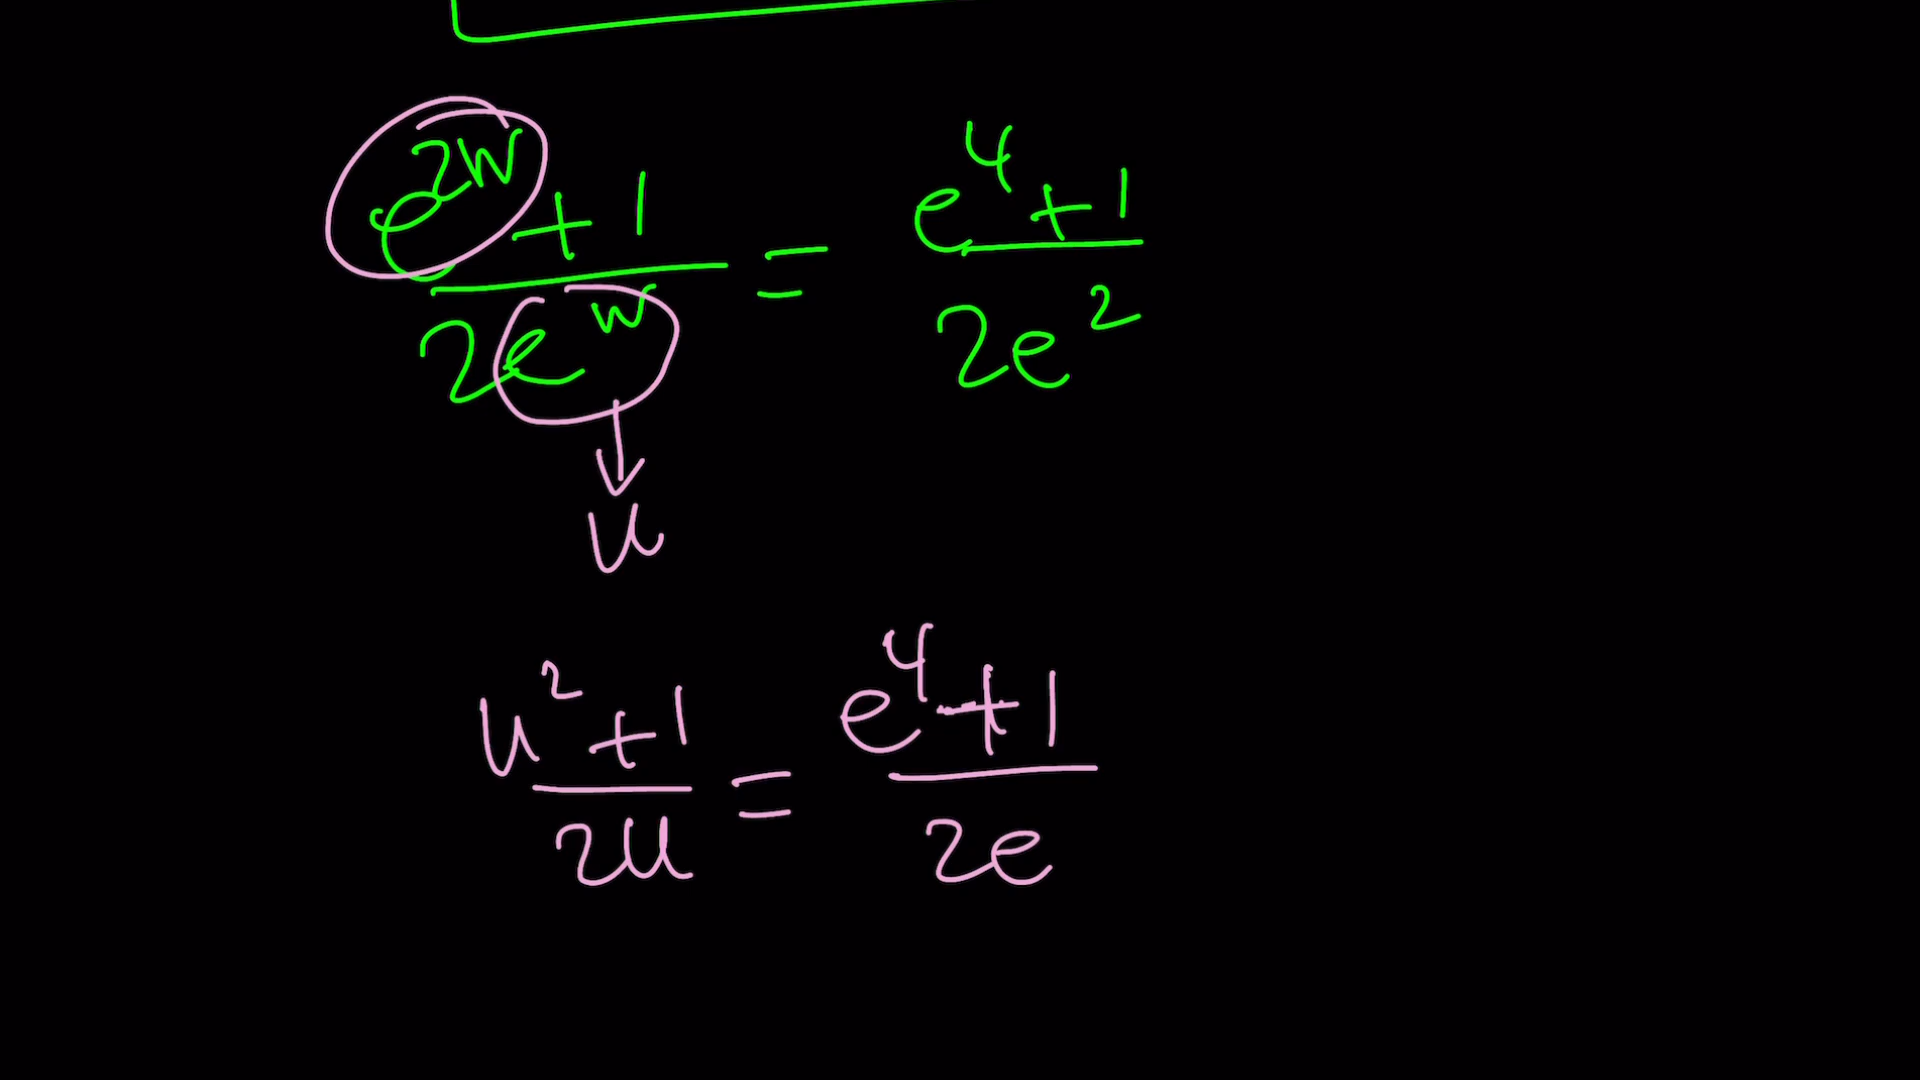 e^{2W} + 1 / 2e^{W} = e^4 + 1 / 2e^2
u
u^2 + 1 / 2u = e^4 + 1 / 2e